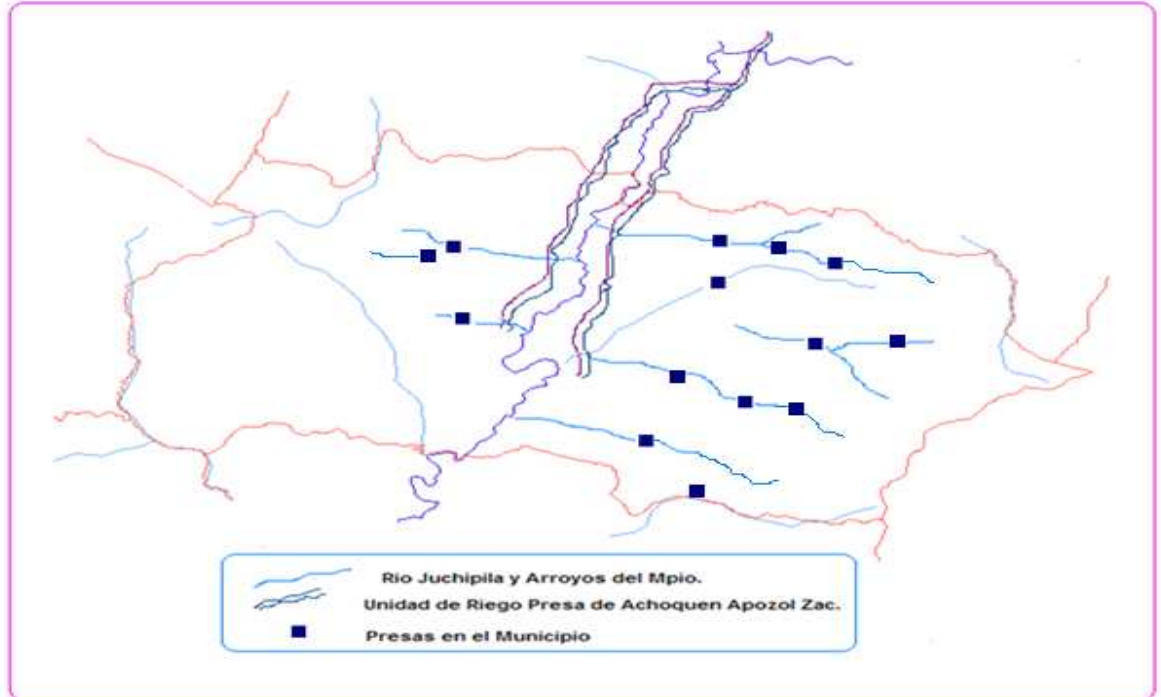 Rio Juchipila y Arroyos del Mpio.
Unidad de Riego Presa de Achoquen Apozol Zac.
Presas en el Municipio